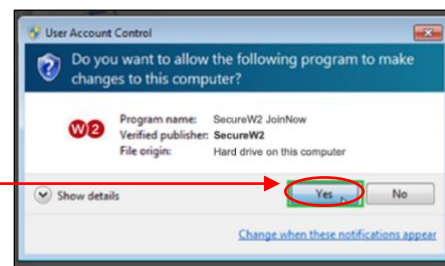 User Account Control
Do you want to allow the following program to make
changes to this computer?
W2
Program name: SecureW2 JoinNow
Verified publisher: SecureW2
File origin: Hard drive on this computer
Show details
Yes
No
Change when these notifications appear